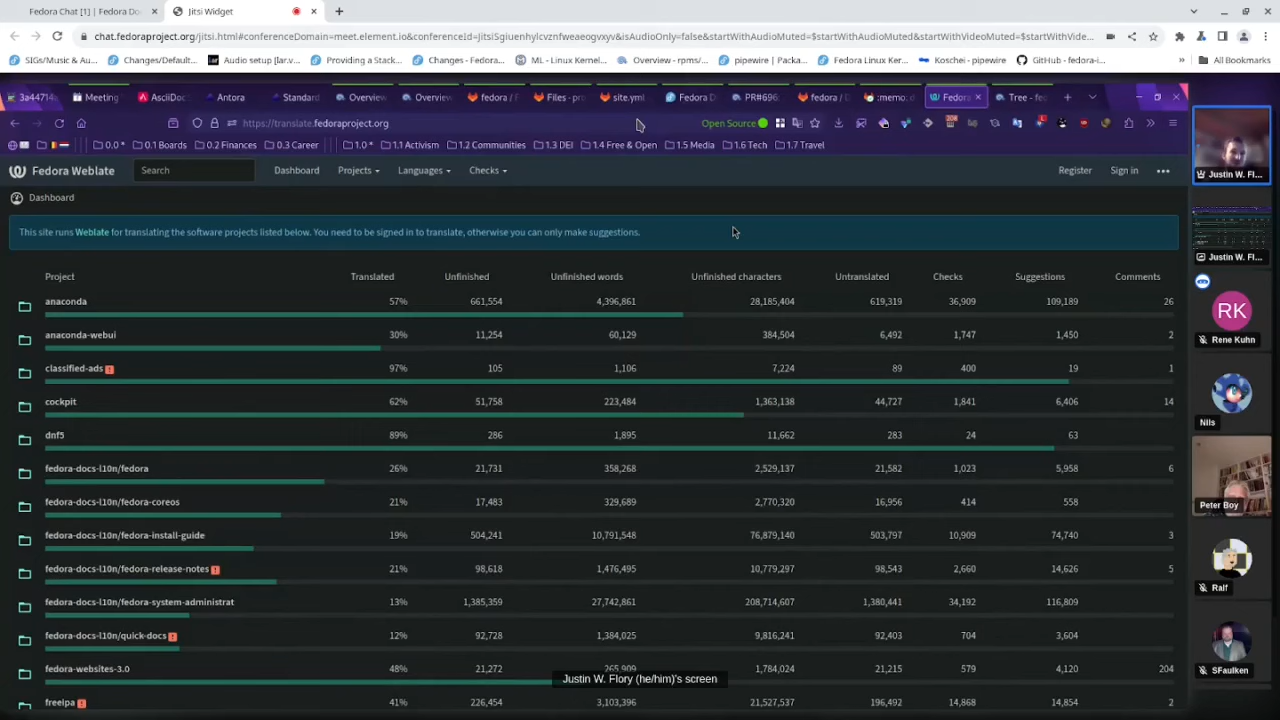 Fedora Chat [1] | Fedora Do
Jitsi Widget
chat.fedoraproject.org/jitsi.html#conferenceDomain=meet.element.io&conferenceId=JitsiSgiuenhylcvznfweaeogvxyv&isAudioOnly=false&startWithAudioMuted=$startWithAudioMuted&startWithVideoMuted=$startWithVide...
SIGs/Music & Au...
Changes/Default...
Audio setup [lar.v...
Providing a Stack...
Changes - Fedora...
ML - Linux Kernel...
Overview - rpms/...
pipewire | Packa...
Fedora Linux Ker...
Koschei - pipewire
GitHub - fedora-i...
All Bookmarks
3a44714a
Meeting
AsciiDoc
Antora
Standard
Overview
Overview
fedora / F
Files · pro
site.yml
Fedora D
PR#696:
fedora / D
:memo: d
Fedora
Tree - fed
https://translate.fedoraproject.org
Open Source
206
0.0 *
0.1 Boards
0.2 Finances
0.3 Career
1.0 *
1.1 Activism
1.2 Communities
1.3 DEI
1.4 Free & Open
1.5 Media
1.6 Tech
1.7 Travel
Fedora Weblate
Search
Dashboard
Projects
Languages
Checks
Register
Sign in
Dashboard
This site runs Weblate for translating the software projects listed below. You need to be signed in to translate, otherwise you can only make suggestions.
Project Translated Unfinished Unfinished words Unfinished characters Untranslated Checks Suggestions Comments
anaconda 57% 661,554 4,396,861 28,185,404 619,319 36,909 109,189 26
anaconda-webui 30% 11,254 60,129 384,504 6,492 1,747 1,450 2
classified-ads 97% 105 1,106 7,224 89 400 19 1
cockpit 62% 51,758 223,484 1,363,138 44,727 1,841 6,406 14
dnf5 89% 286 1,895 11,662 283 24 63
fedora-docs-l10n/fedora 26% 21,731 358,268 2,529,137 21,582 1,023 5,958 6
fedora-docs-l10n/fedora-coreos 21% 17,483 329,689 2,770,320 16,956 414 558
fedora-docs-l10n/fedora-install-guide 19% 504,241 10,791,548 76,879,140 503,797 10,909 74,740 3
fedora-docs-l10n/fedora-release-notes 21% 98,618 1,476,495 10,779,297 98,543 2,660 14,626 5
fedora-docs-l10n/fedora-system-administrat 13% 1,385,359 27,742,861 208,714,607 1,380,441 34,192 116,809
fedora-docs-l10n/quick-docs 12% 92,728 1,384,025 9,816,241 92,403 704 3,604
fedora-websites-3.0 48% 21,272 265,909 1,784,024 21,215 579 4,120 204
freeipa 41% 226,454 3,103,396 21,527,537 196,492 14,868 14,854 2
Justin W. Flory (he/him)'s screen
Justin W. Fl...
Justin W. Fl...
RK
Rene Kuhn
Nils
Peter Boy
Ralf
SFaulken